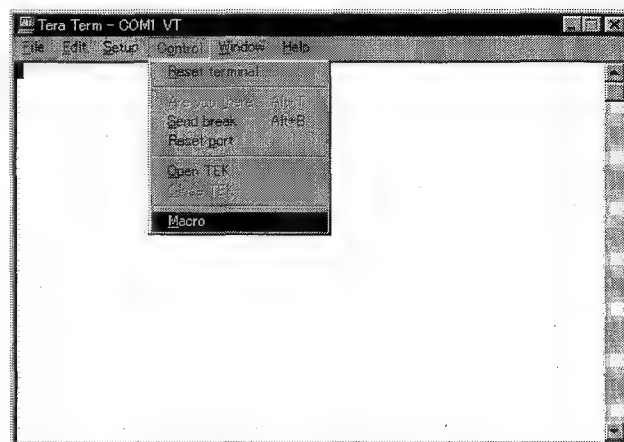 Tera Term - COM1 VT
File Edit Setup Control Window Help
Reset terminal
Are you there Alt+T
Send break Alt+B
Reset port
Open TEK
Close TEK
Macro